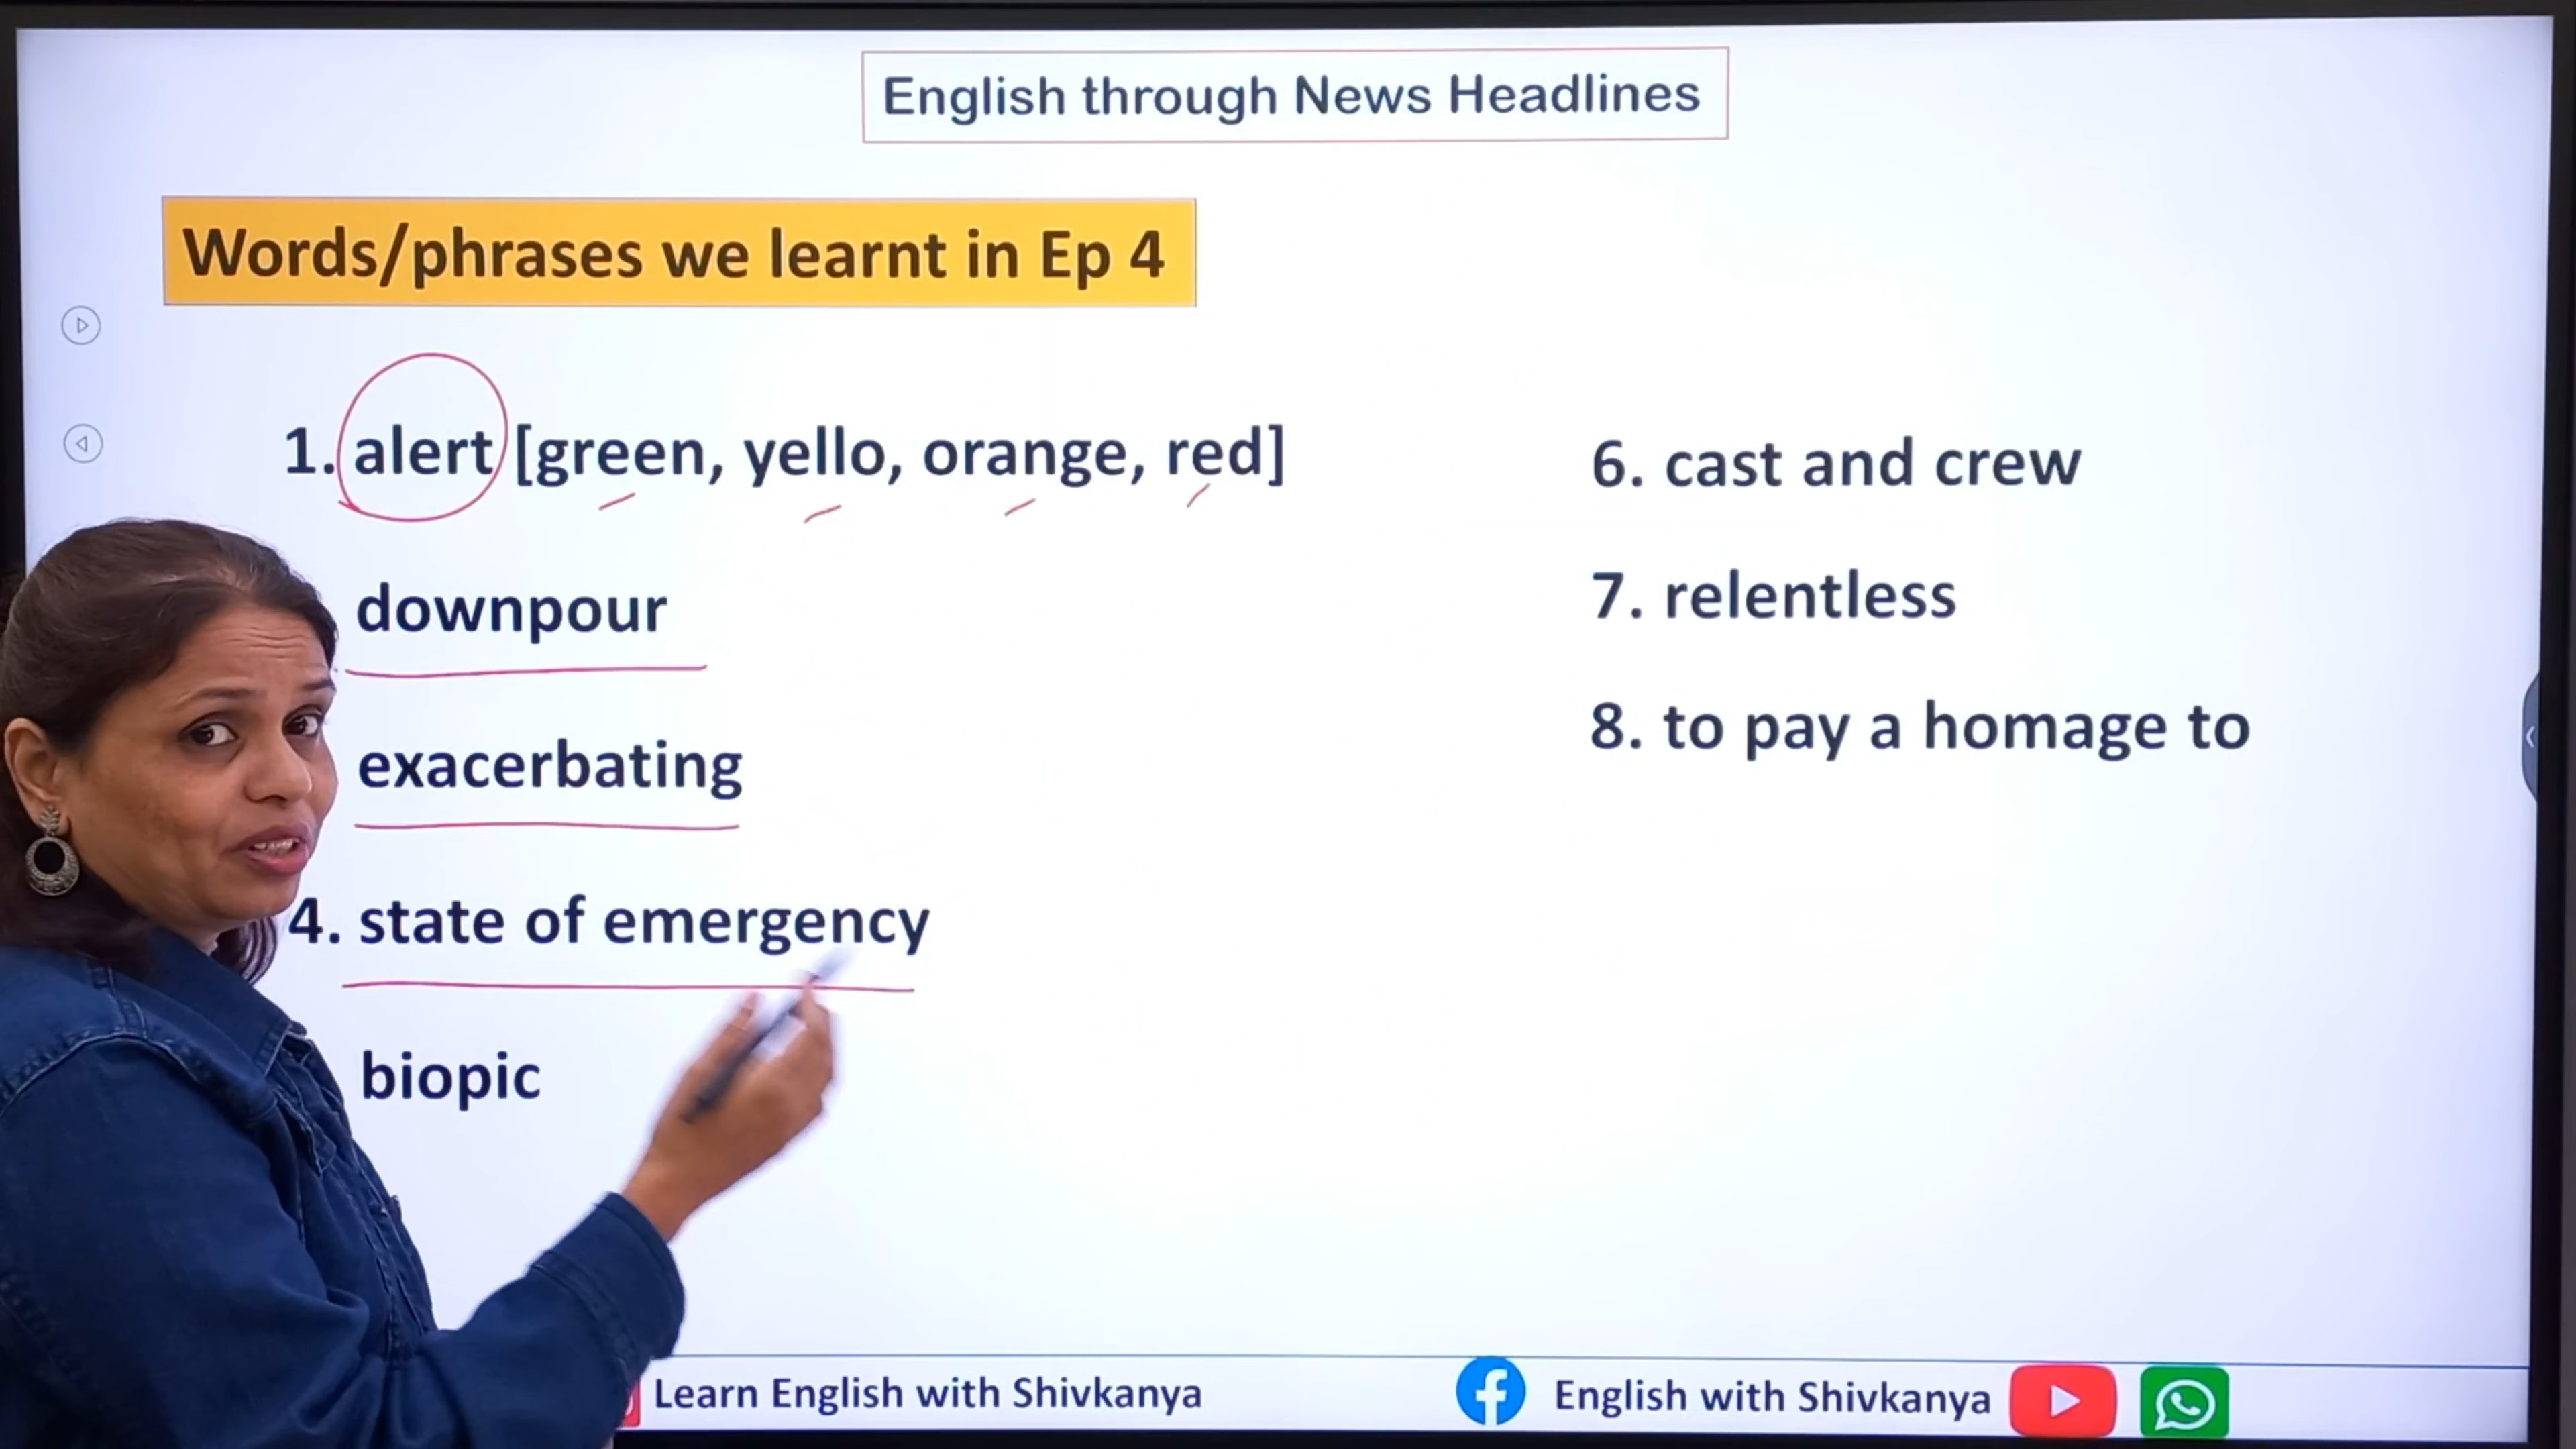 English through News Headlines
Words/phrases we learnt in Ep 4
1. alert [green, yello, orange, red]
downpour
exacerbating
4. state of emergency
biopic
6. cast and crew
7. relentless
8. to pay a homage to
Learn English with Shivkanya
English with Shivkanya